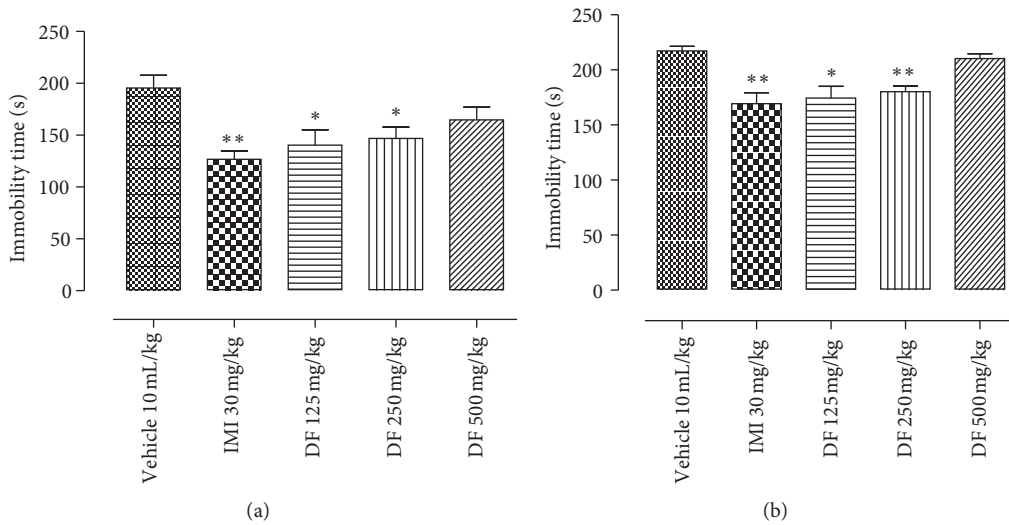 250
200
150
100
50
0
Immobility time (s)
**
*
*
Vehicle 10 mL/kg
IMI 30 mg/kg
DF 125 mg/kg
DF 250 mg/kg
DF 500 mg/kg
(a)
250
200
150
100
50
0
Immobility time (s)
**
*
**
Vehicle 10 mL/kg
IMI 30 mg/kg
DF 125 mg/kg
DF 250 mg/kg
DF 500 mg/kg
(b)